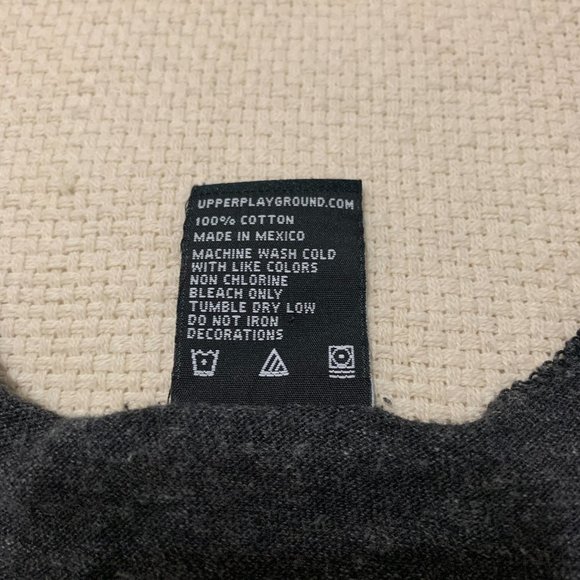 UPPERPLAYGROUND.COM
100% COTTON
MADE IN MEXICO
MACHINE WASH COLD
WITH LIKE COLORS
NON CHLORINE
BLEACH ONLY
TUMBLE DRY LOW
DO NOT IRON
DECORATIONS